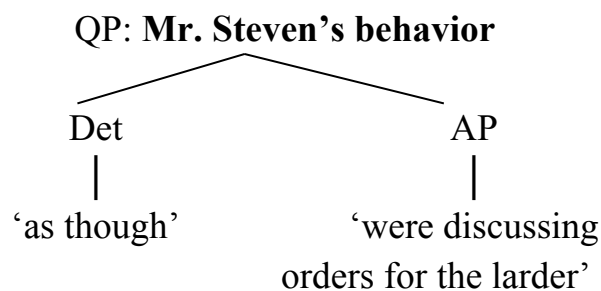 QP: Mr. Steven’s behavior
Det AP
‘as though’ ‘were discussing
orders for the larder’